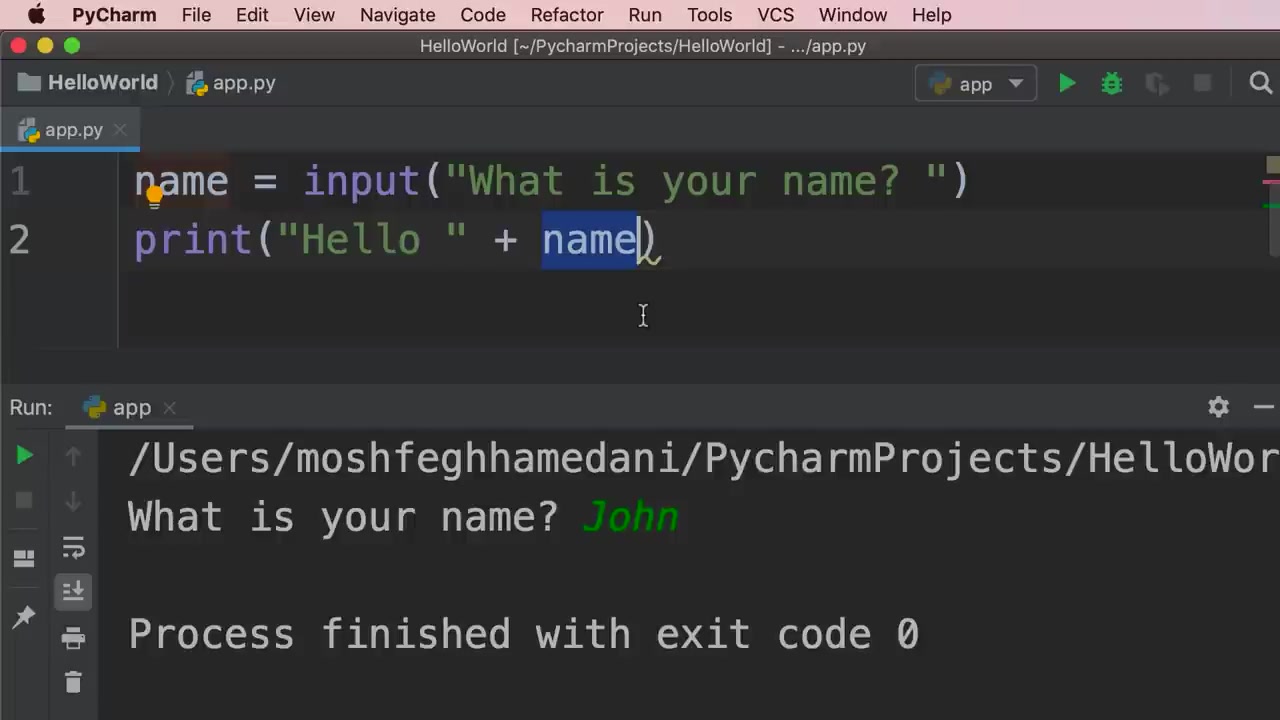 PyCharm File Edit View Navigate Code Refactor Run Tools VCS Window Help
HelloWorld [~/PycharmProjects/HelloWorld] - .../app.py
HelloWorld app.py app
app.py
1 name = input("What is your name? ")
2 print("Hello " + name)
Run: app
/Users/moshfeghhamedani/PycharmProjects/HelloWor
What is your name? John
Process finished with exit code 0